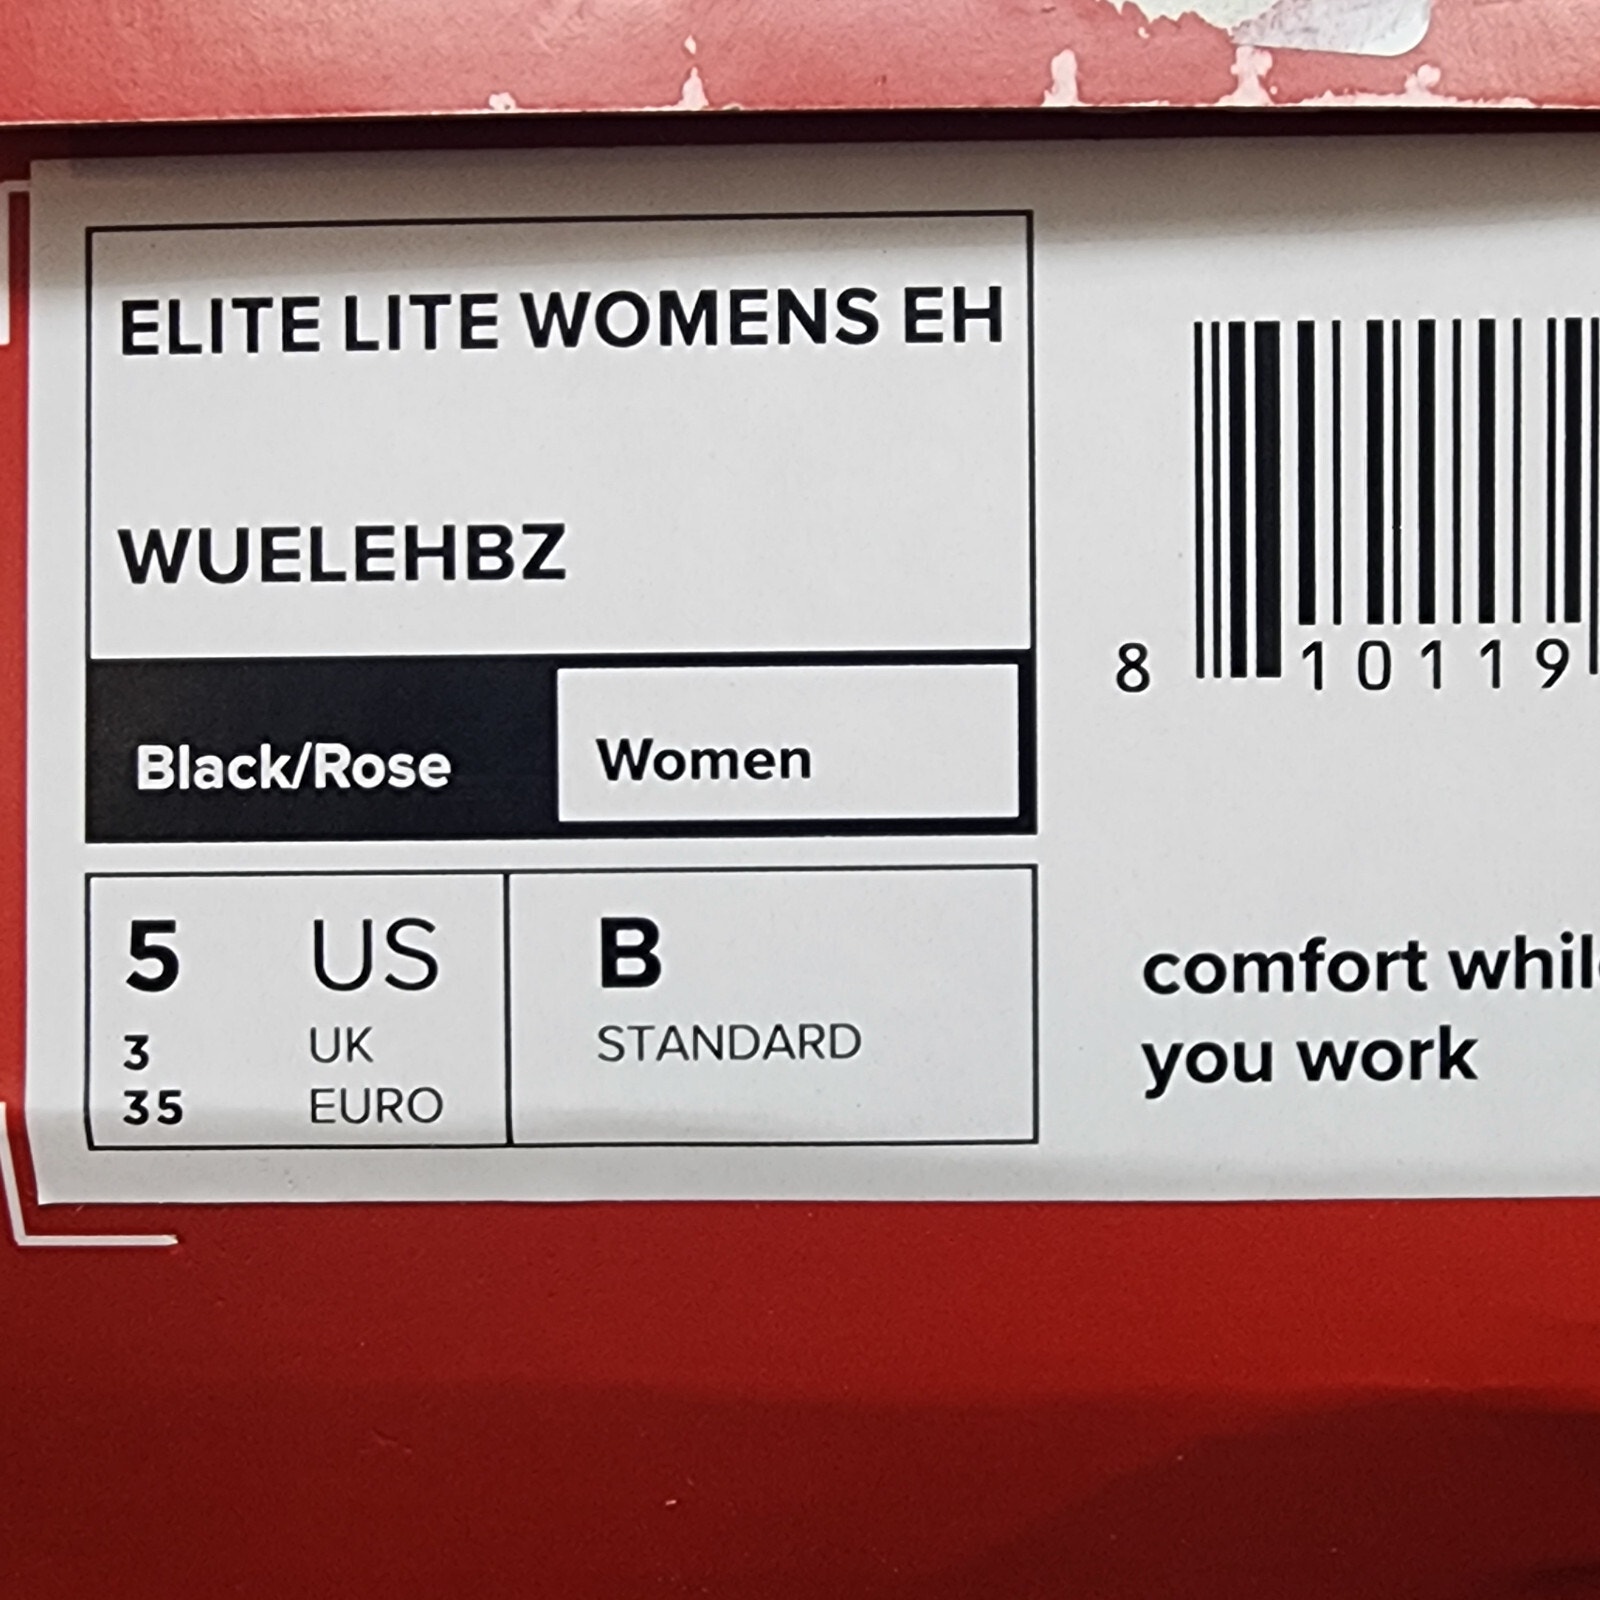 ELITE LITE WOMENS EH
WUELEHBZ
Black/Rose Women
5 US
3 UK
35 EURO
B
STANDARD
8 10119
comfort while
you work